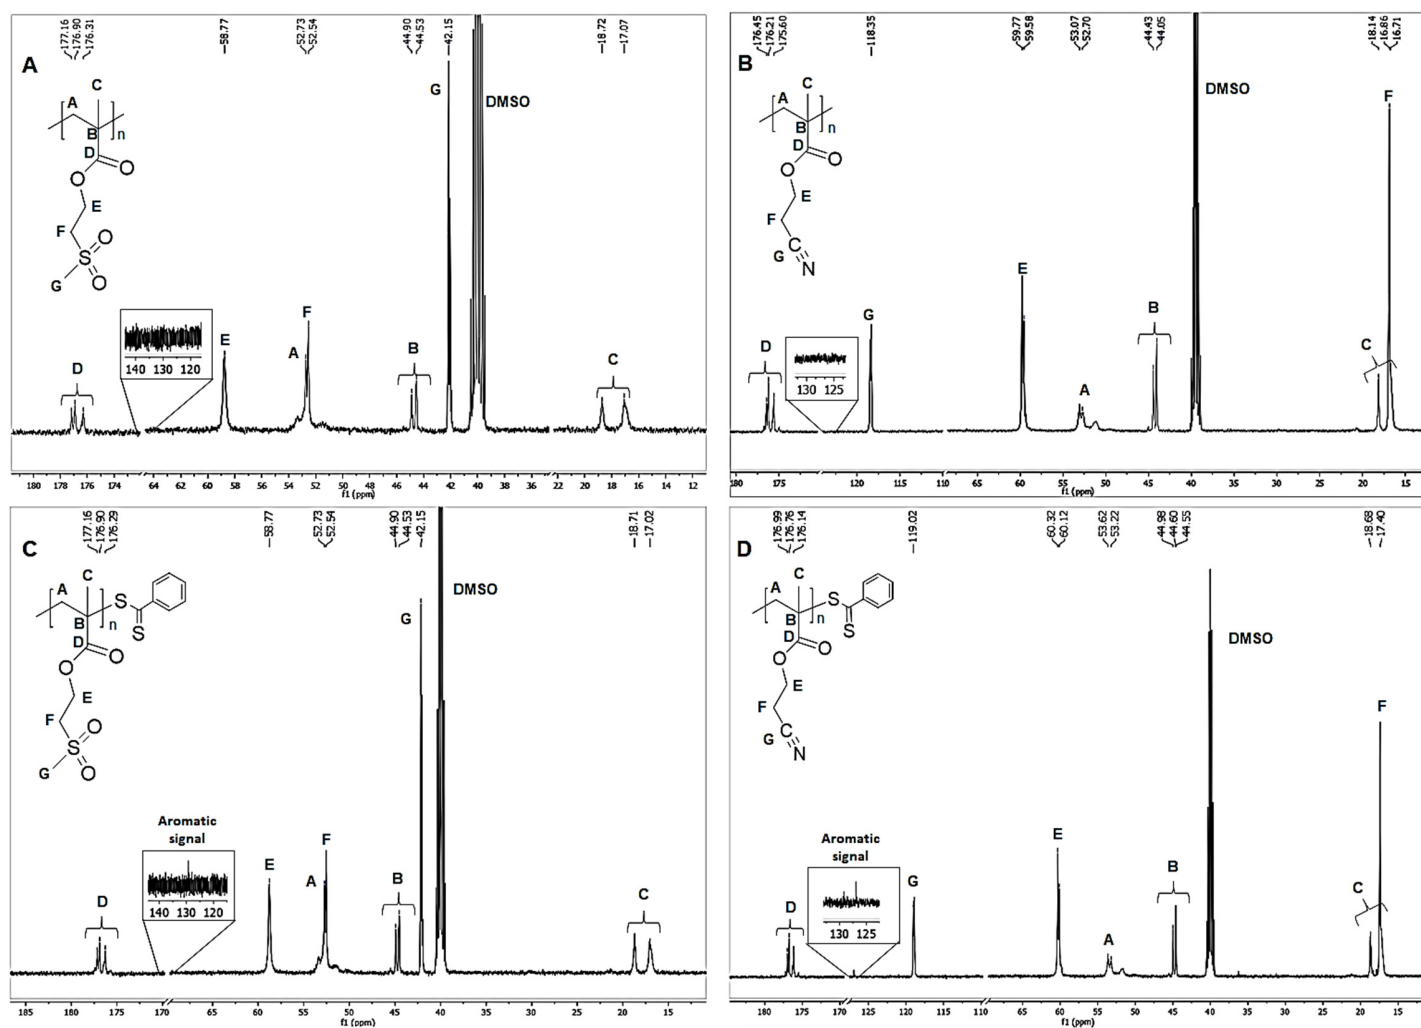 177.16
176.90
176.31
58.77
52.73
52.54
44.90
44.53
42.15
18.72
17.07
A
A
C
B
n
D
O
O
E
F
O
S
G
O
G
DMSO
140 130 120
D
E
A
F
B
C
180 178 176 174 64 62 60 58 56 54 52 50 48 46 44 42 40 38 36 34 22 20 18 16 14 12
f1 (ppm)
176.45
176.21
175.60
118.35
59.77
59.58
53.07
52.70
44.43
44.05
18.14
16.86
16.71
B
A
C
B
n
D
O
O
E
F
C
G
N
DMSO
F
130 125
D
G
E
A
B
C
180 175 120 115 110 65 60 55 50 45 40 35 30 25 20 15
f1 (ppm)
177.16
176.90
176.29
58.77
52.73
52.54
44.90
44.53
42.15
18.71
17.02
C
A
C
S
B
n
D
S
O
O
E
F
O
S
G
O
G
DMSO
Aromatic
signal
140 130 120
D
E
A
F
B
C
185 180 175 170 165 60 55 50 45 40 35 30 25 20 15
f1 (ppm)
176.99
176.76
176.14
119.02
60.32
60.12
53.62
53.22
44.98
44.60
44.55
18.68
17.40
D
A
C
S
B
n
D
S
O
O
E
F
C
G
N
DMSO
F
Aromatic
signal
130 125
D
G
E
A
B
C
180 175 170 125 120 115 110 65 60 55 50 45 40 35 30 25 20 15
f1 (ppm)